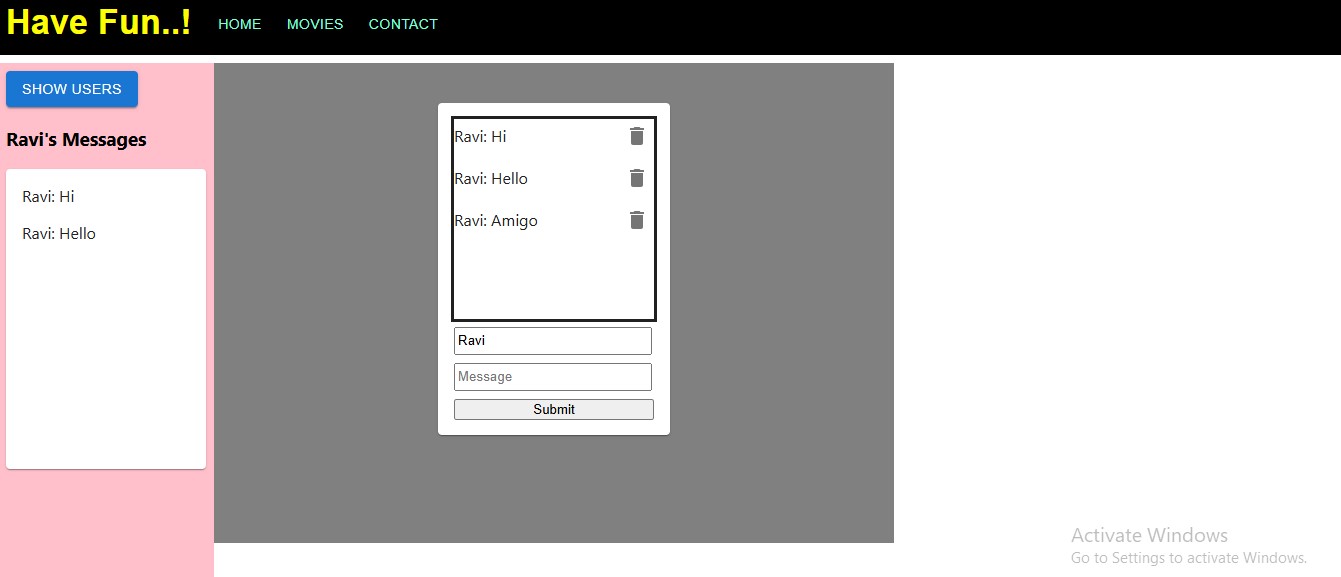 Have Fun..! HOME MOVIES CONTACT
SHOW USERS
Ravi's Messages
Ravi: Hi
Ravi: Hello
Ravi: Hi
Ravi: Hello
Ravi: Amigo
Ravi
Message
Submit
Activate Windows
Go to Settings to activate Windows.